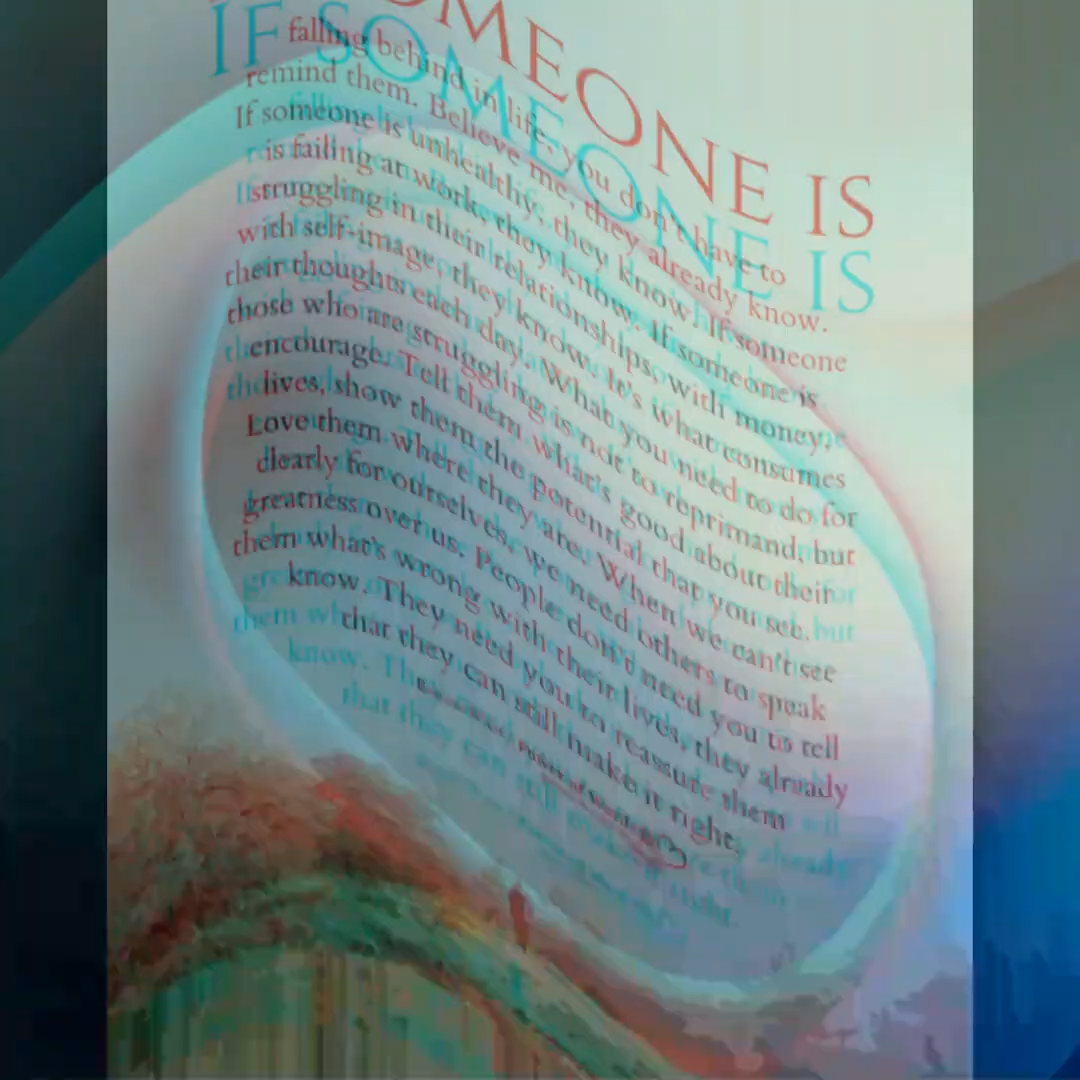 IF SOMEONE IS
falling behind in life, you don't have to
remind them. Believe me, they already know.
If someone is unhealthy, they know. If someone
is failing at work, they know. If someone is
struggling in their relationships, with money,
with self-image, they know. It's what consumes
their thoughts each day. What you need to do for
those who are struggling is not to reprimand, but
encourage. Tell them what's good about their
lives, show them the potential that you see.
Love them where they are. When we can't see
clearly for ourselves, we need others to speak
greatness over us. People don't need you to tell
them what's wrong with their lives, they already
know. They need you to reassure them
that they can still make it right.